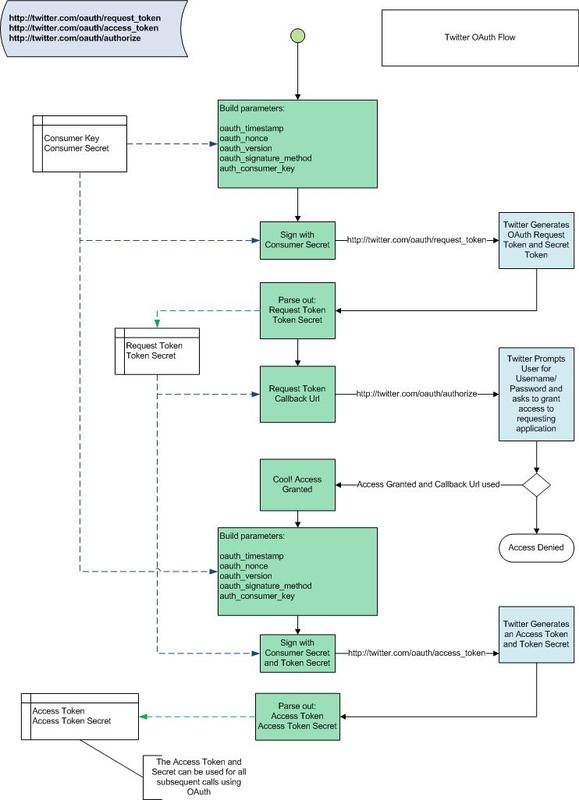 http://twitter.com/oauth/request_token
http://twitter.com/oauth/access_token
http://twitter.com/oauth/authorize
Twitter OAuth Flow
Build parameters:
oauth_timestamp
oauth_nonce
oauth_version
oauth_signature_method
auth_consumer_key
Consumer Key
Consumer Secret
Sign with
Consumer Secret
http://twitter.com/oauth/request_token
Twitter Generates
OAuth Request
Token and Secret
Token
Parse out:
Request Token
Token Secret
Request Token
Token Secret
Request Token
Callback Url
http://twitter.com/oauth/authorize
Twitter Prompts
User for
Username/
Password and
asks to grant
access to
requesting
application
Cool! Access
Granted
Access Granted and Callback Url used
Access Denied
Build parameters:
oauth_timestamp
oauth_nonce
oauth_version
oauth_signature_method
auth_consumer_key
Sign with
Consumer Secret
and Token Secret
http://twitter.com/oauth/access_token
Twitter Generates
an Access Token
and Token Secret
Parse out:
Access Token
Access Token Secret
Access Token
Access Token Secret
The Access Token and
Secret can be used for all
subsequent calls using
OAuth